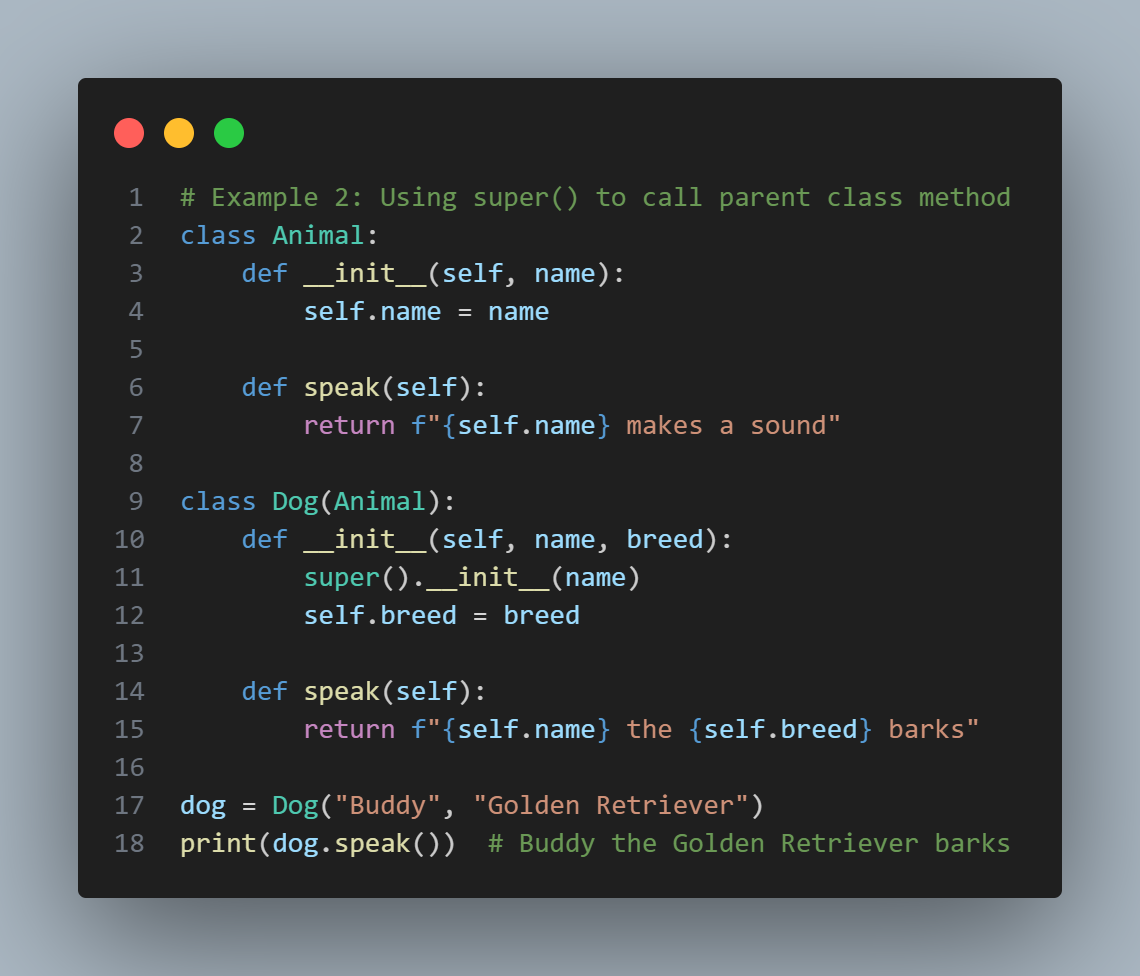 1 # Example 2: Using super() to call parent class method
2 class Animal:
3     def __init__(self, name):
4         self.name = name
5
6     def speak(self):
7         return f"{self.name} makes a sound"
8
9 class Dog(Animal):
10     def __init__(self, name, breed):
11         super().__init__(name)
12         self.breed = breed
13
14     def speak(self):
15         return f"{self.name} the {self.breed} barks"
16
17 dog = Dog("Buddy", "Golden Retriever")
18 print(dog.speak())  # Buddy the Golden Retriever barks